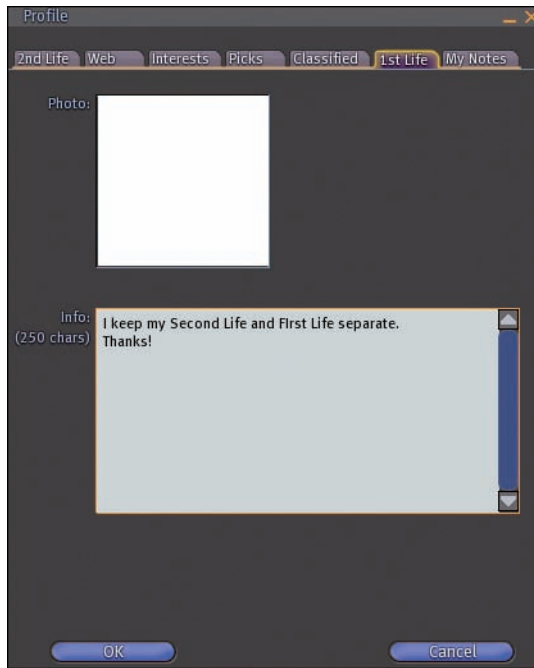 Profile
2nd Life Web Interests Picks Classified 1st Life My Notes
Photo:
Info:
(250 chars)
I keep my Second Life and FIrst Life separate.
Thanks!
OK Cancel